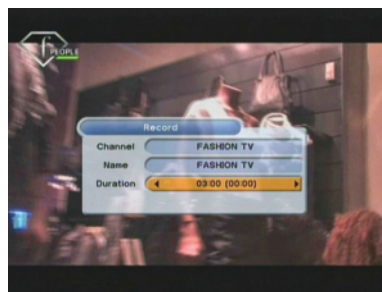 f PEOPLE
Record
Channel FASHION TV
Name FASHION TV
Duration 03:00 (00:00)